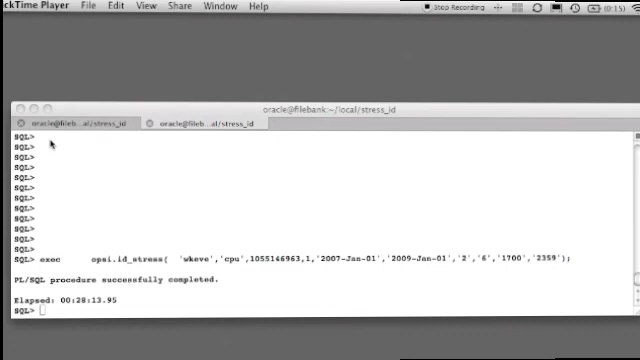 ckTime Player File Edit View Share Window Help Stop Recording (0:15)
oracle@filebank:~/local/stress_id
oracle@fileb...al/stress_id oracle@fileb...al/stress_id
SQL>
SQL>
SQL>
SQL>
SQL>
SQL>
SQL>
SQL>
SQL>
SQL>
SQL>
SQL>
SQL> exec opsi.id_stress( 'wkeve','cpu',1055146963,1,'2007-Jan-01','2009-Jan-01','2','6','1700','2359');
PL/SQL procedure successfully completed.
Elapsed: 00:28:13.95
SQL>